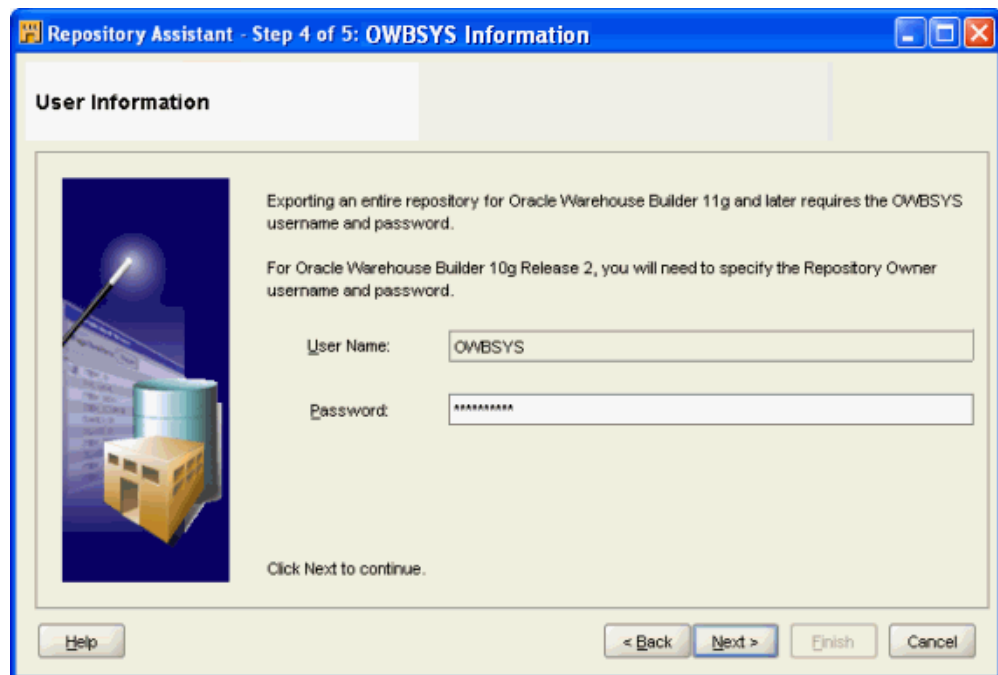 Repository Assistant - Step 4 of 5: OWBSYS Information
User Information
Exporting an entire repository for Oracle Warehouse Builder 11g and later requires the OWBSYS
username and password.
For Oracle Warehouse Builder 10g Release 2, you will need to specify the Repository Owner
username and password.
User Name:
OWBSYS
Password:
**********
Click Next to continue.
Help
< Back
Next >
Finish
Cancel